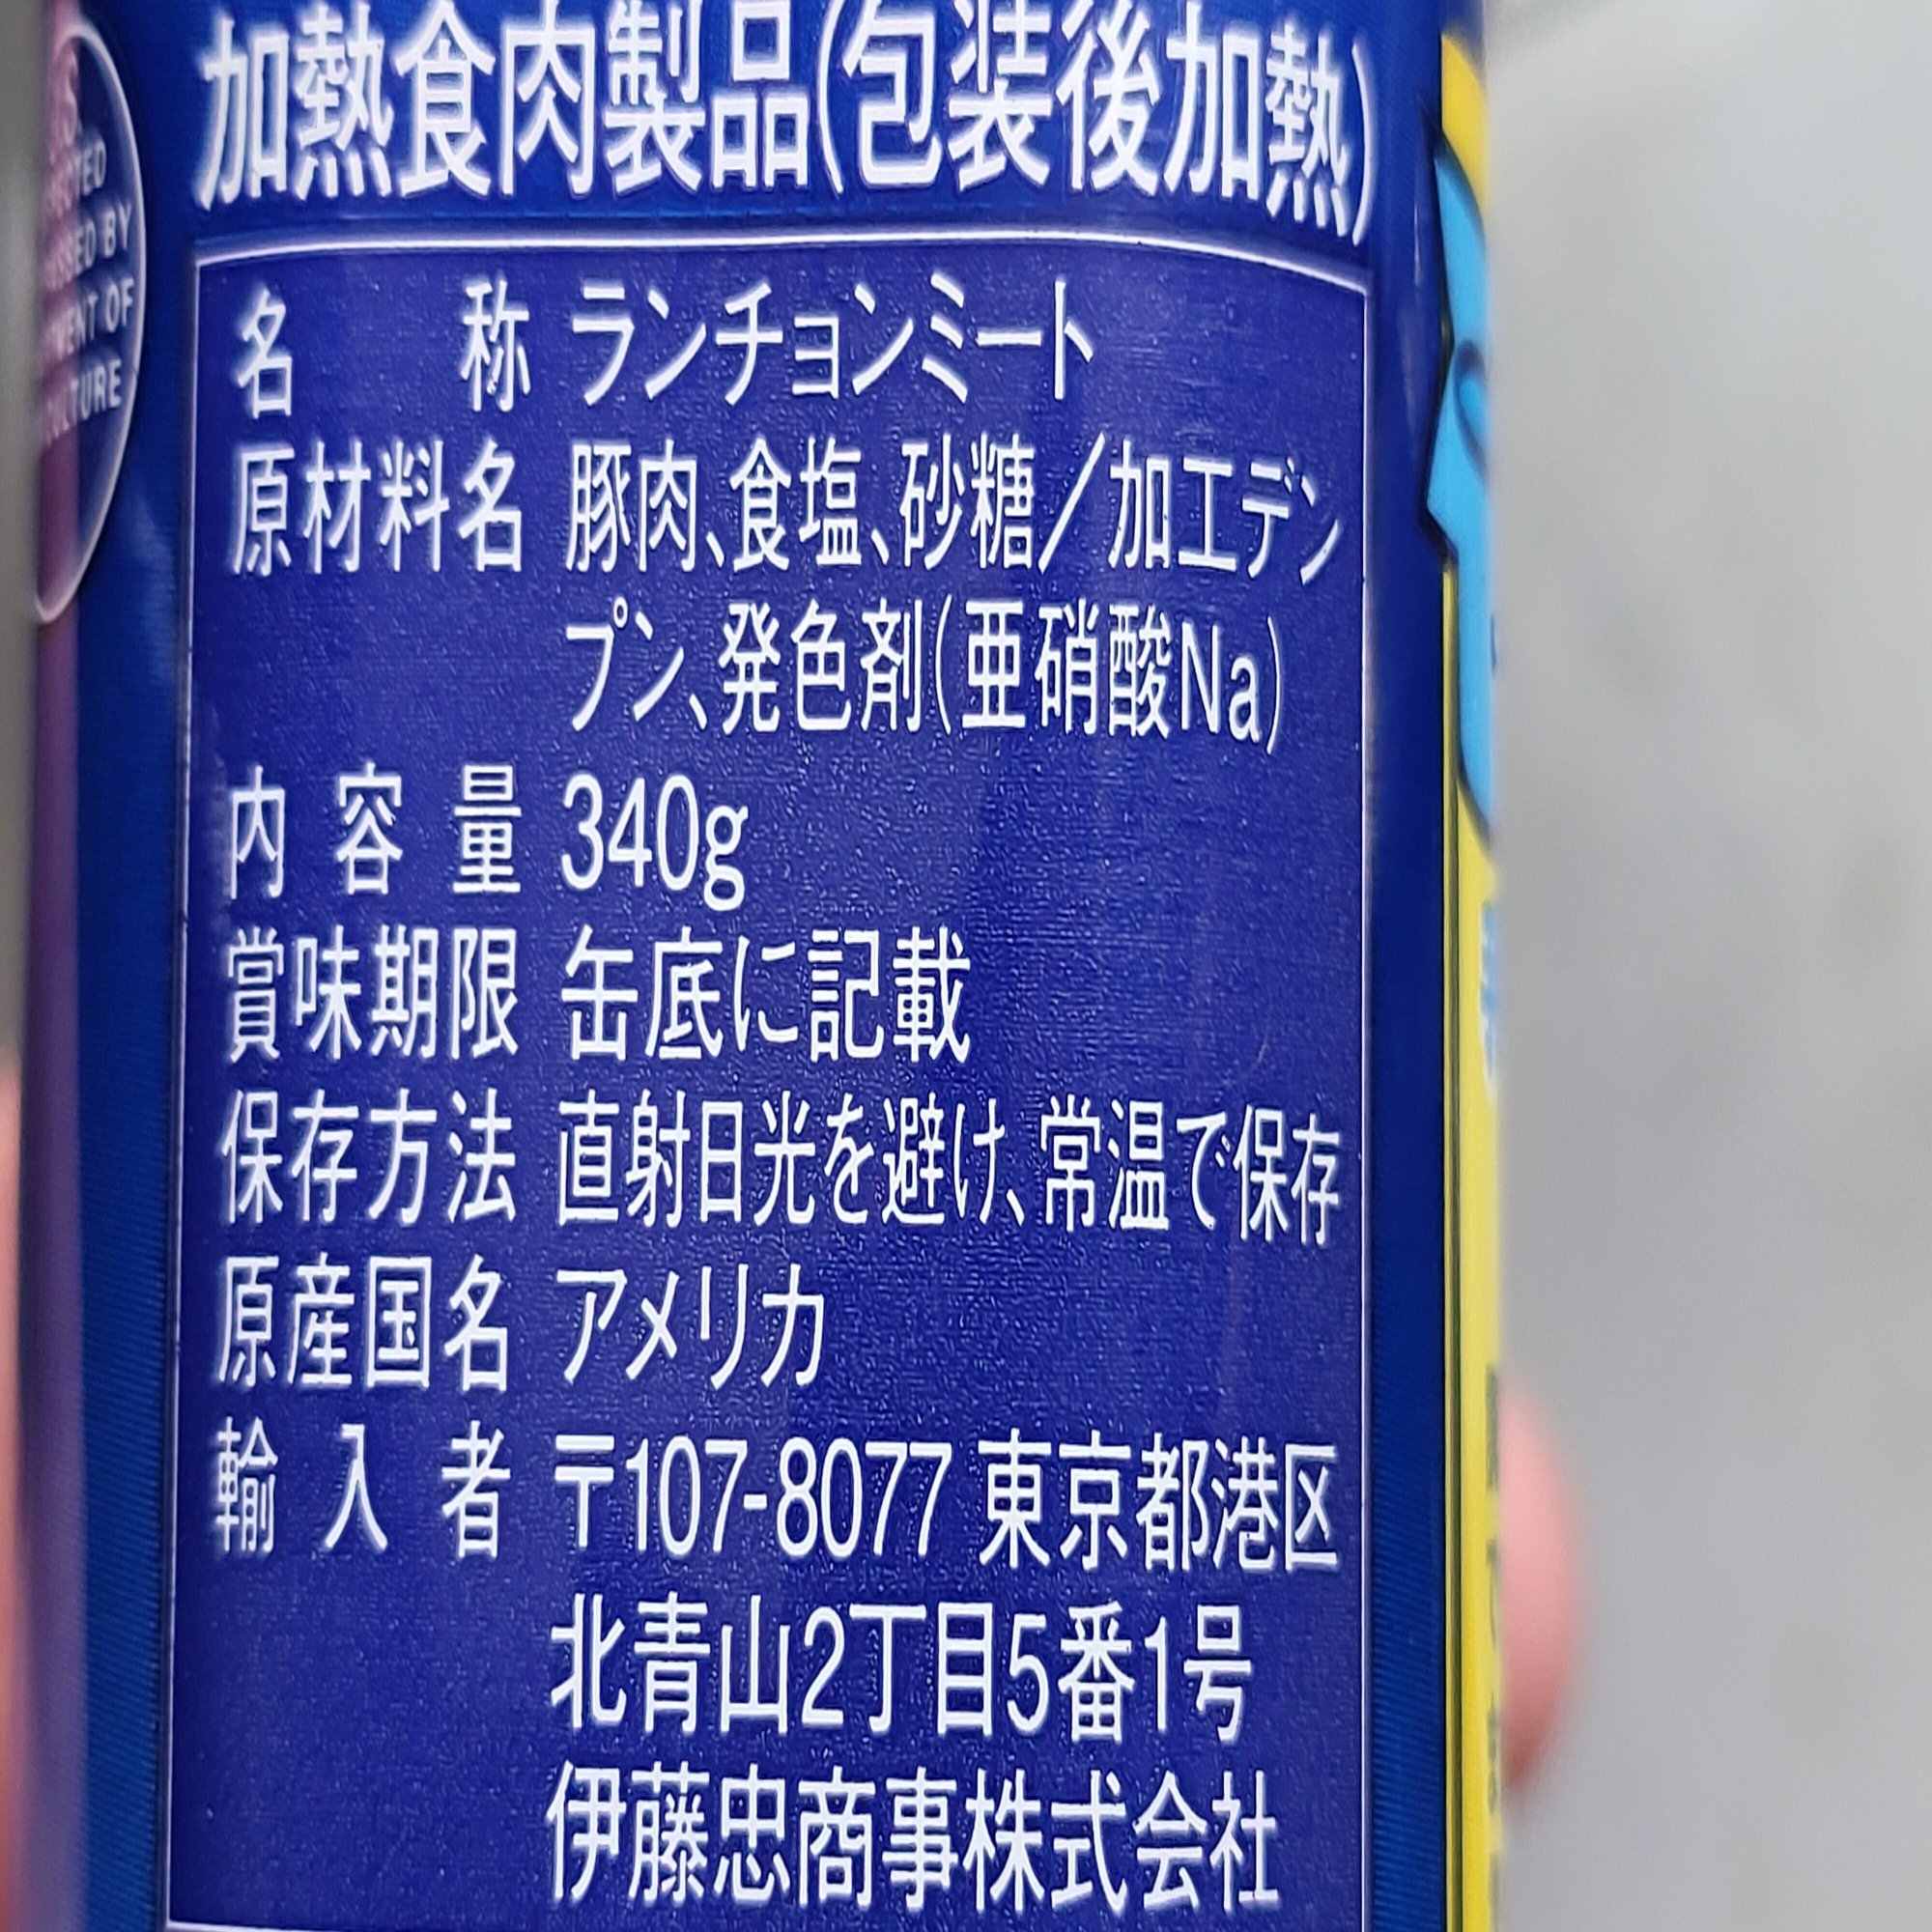 加熱食肉製品(包装後加熱)
名称 ランチョンミート
原材料名 豚肉、食塩、砂糖／加工デン
プン、発色剤(亜硝酸Na)
内容量 340g
賞味期限 缶底に記載
保存方法 直射日光を避け、常温で保存
原産国名 アメリカ
輸入者 〒107-8077 東京都港区
北青山2丁目5番1号
伊藤忠商事株式会社
BY
OF